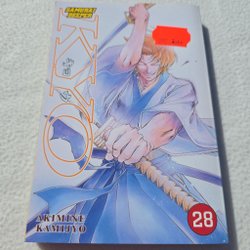 SAMURAI
DEEPER
KYO
28
AKIMINE
KAMIJYO